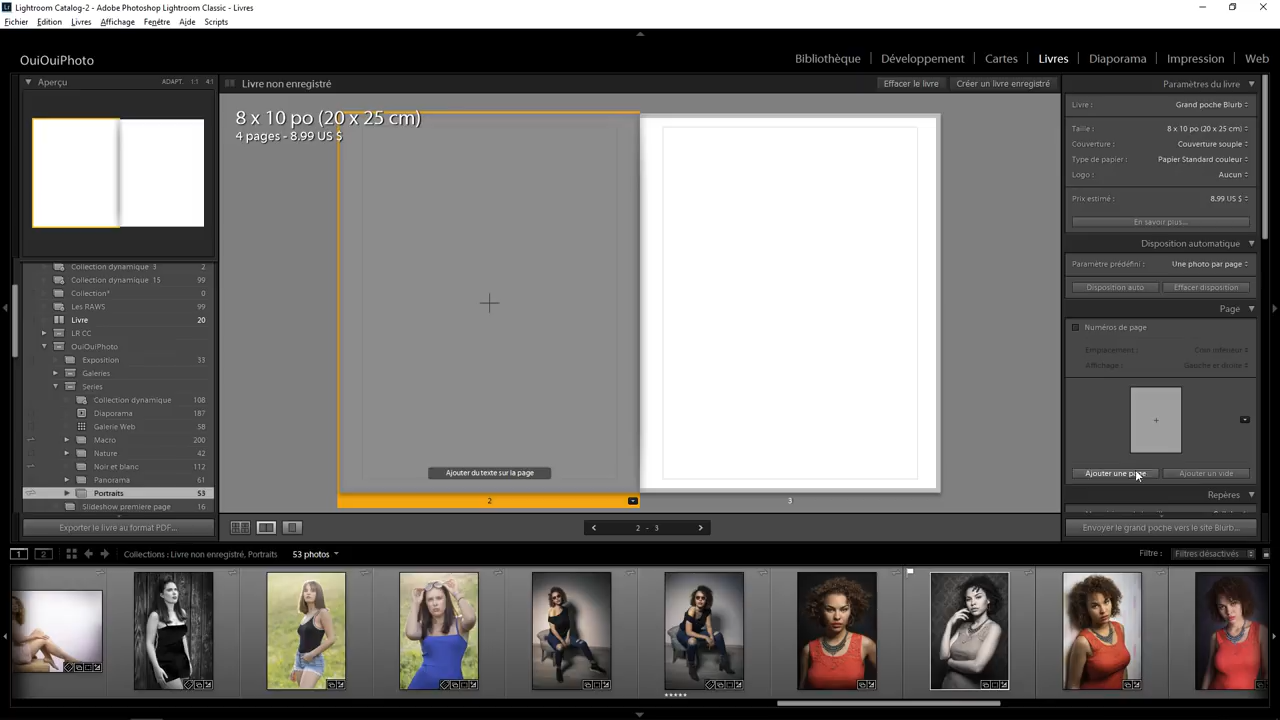 Lightroom Catalog-2 - Adobe Photoshop Lightroom Classic - Livres
Fichier Edition Livres Affichage Fenêtre Aide Scripts
OuiOuiPhoto
Bibliothèque | Développement | Cartes | Livres | Diaporama | Impression | Web
Aperçu ADAPT. 1:1 4:1
Livre non enregistré
Effacer le livre
Créer un livre enregistré
8 x 10 po (20 x 25 cm)
4 pages - 8.99 US $
Ajouter du texte sur la page
2
3
Collection dynamique 3 2
Collection dynamique 15 99
Collection* 0
Les RAWS 99
Livre 20
LR CC
OuiOuiPhoto
Exposition 33
Galeries
Series
Collection dynamique 108
Diaporama 187
Galerie Web 58
Macro 200
Nature 42
Noir et blanc 112
Panorama 61
Portraits 53
Slideshow premiere page 16
Exporter le livre au format PDF...
2 - 3
Paramètres du livre
Livre : Grand poche Blurb
Taille : 8 x 10 po (20 x 25 cm)
Couverture : Couverture souple
Type de papier : Papier Standard couleur
Logo : Aucun
Prix estimé : 8,99 US $
En savoir plus...
Disposition automatique
Paramètre prédéfini : Une photo par page
Disposition auto
Effacer disposition
Page
Numéros de page
Emplacement : Coin inférieur
Affichage : Gauche et droite
Ajouter une page
Ajouter un vide
Repères
Envoyer le grand poche vers le site Blurb...
1 2
Collections : Livre non enregistré, Portraits
53 photos
Filtre : Filtres désactivés